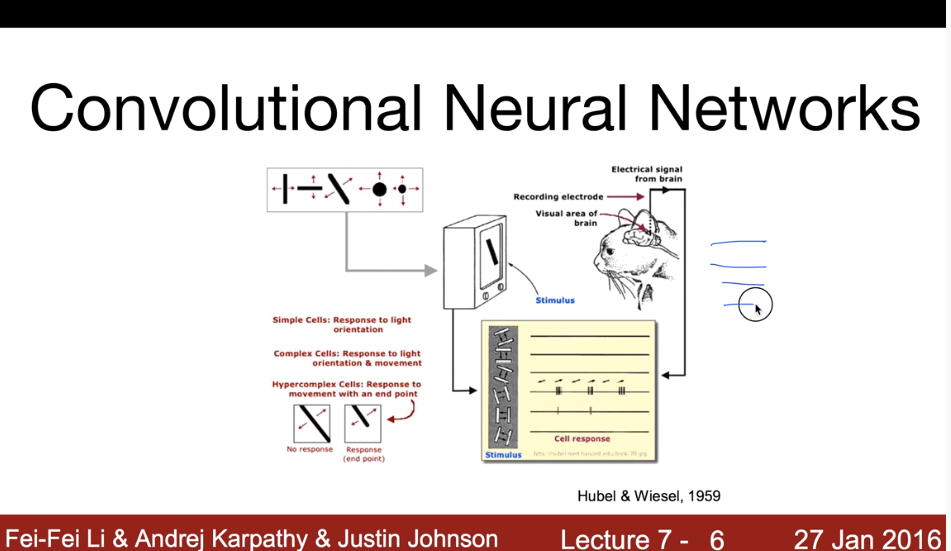 Convolutional Neural Networks
Electrical signal
from brain
Recording electrode
Visual area of
brain
Stimulus
Simple Cells: Response to light
orientation
Complex Cells: Response to light
orientation & movement
Hypercomplex Cells: Response to
movement with an end point
No response
Response
(end point)
Cell response
Stimulus
Hubel & Wiesel, 1959
Fei-Fei Li & Andrej Karpathy & Justin Johnson
Lecture 7 - 6
27 Jan 2016